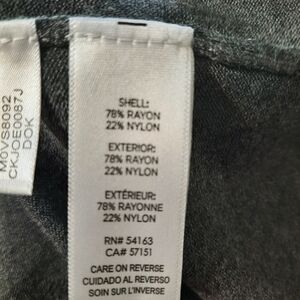 M0VS8092
CKJOE0087J
DOK
SHELL:
78% RAYON
22% NYLON
EXTERIOR:
78% RAYON
22% NYLON
EXTÉRIEUR:
78% RAYONNE
22% NYLON
RN# 54163
CA# 57151
CARE ON REVERSE
CUIDADO AL REVERSO
SOIN SUR L'INVERSE